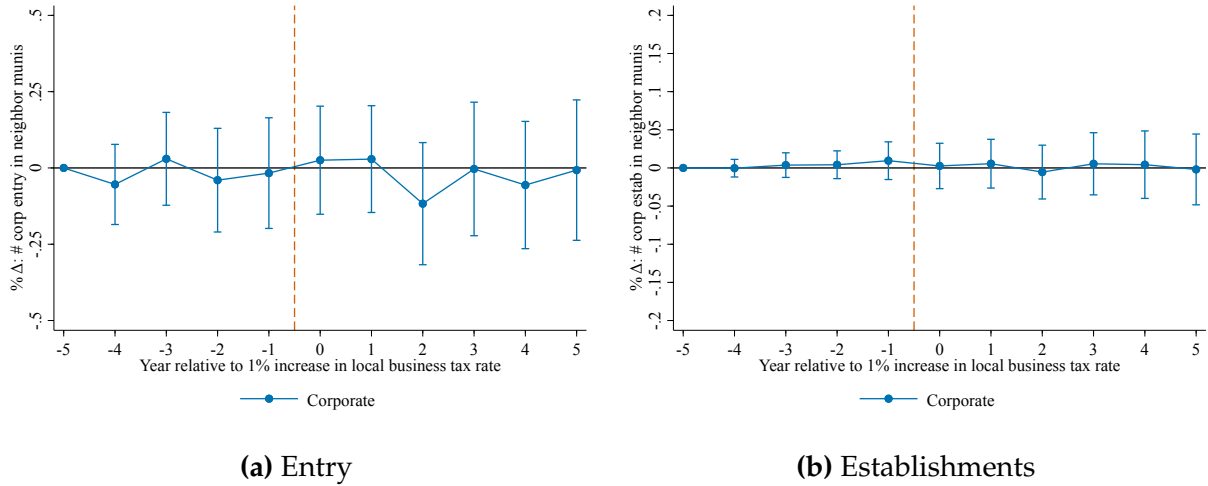 % Δ: # corp entry in neighbor munis
.5
.25
0
-.25
-.5
-5 -4 -3 -2 -1 0 1 2 3 4 5
Year relative to 1% increase in local business tax rate
Corporate
(a) Entry
% Δ: # corp estab in neighbor munis
.2
.15
.1
.05
0
-.05
-.1
-.15
-.2
-5 -4 -3 -2 -1 0 1 2 3 4 5
Year relative to 1% increase in local business tax rate
Corporate
(b) Establishments